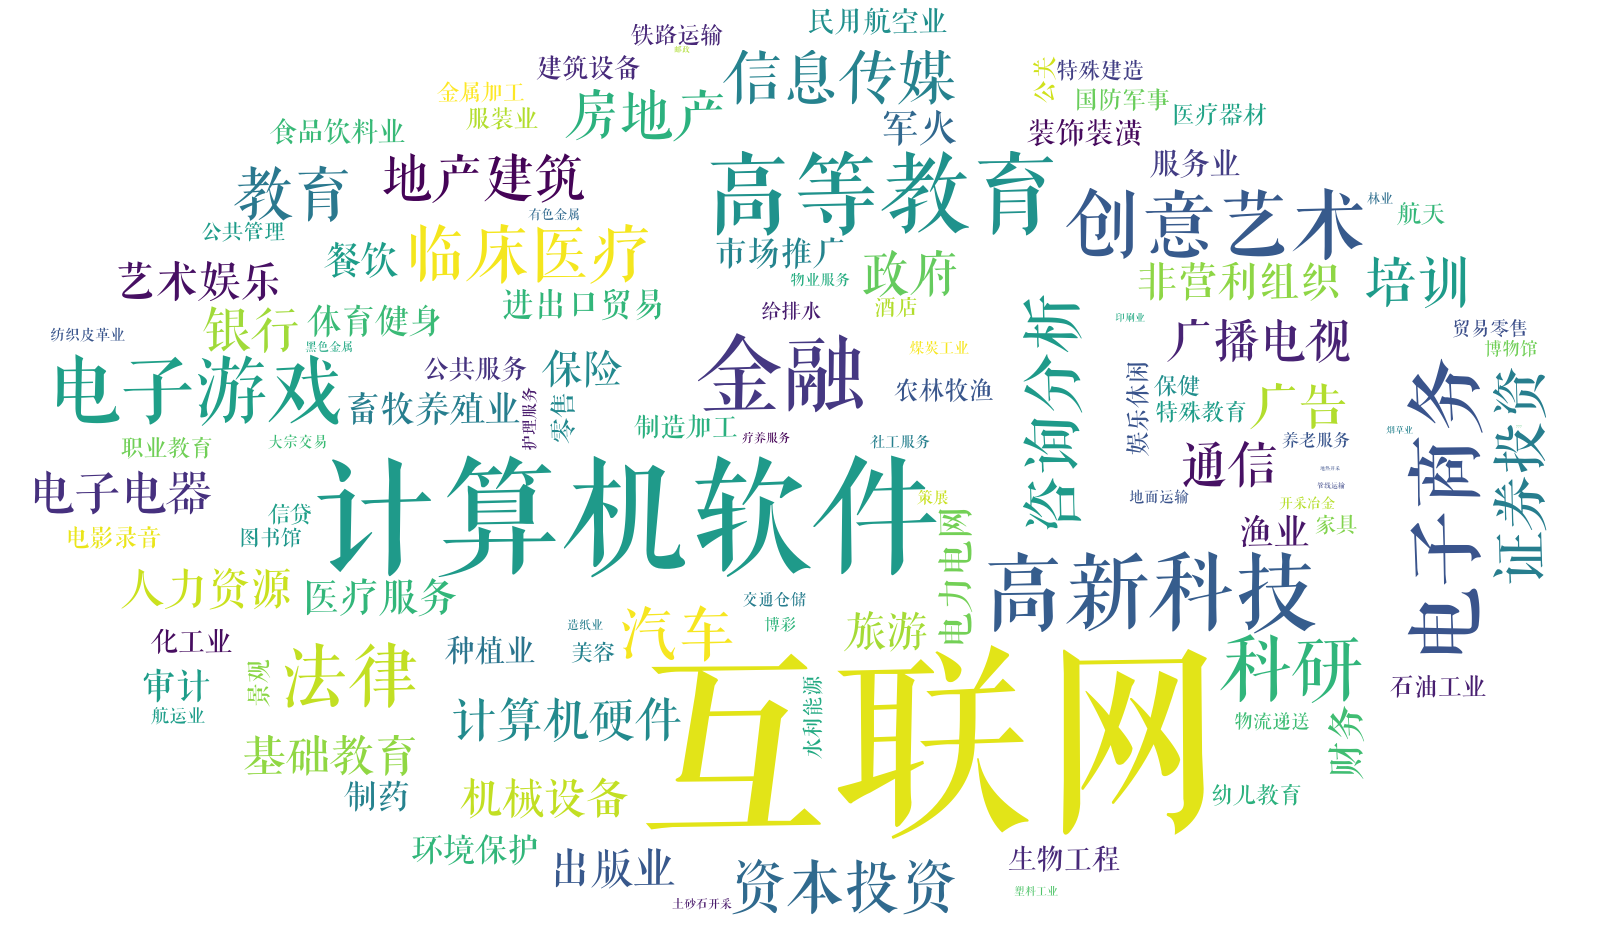 民用航空业
铁路运输
邮政
建筑设备
信息传媒
公关
特殊建造
金属加工
房地产
国防军事
医疗器材
服装业
食品饮料业
军火
装饰装潢
地产建筑
高等教育
服务业
教育
创意艺术
林业
航天
有色金属
公共管理
临床医疗
市场推广
餐饮
政府
艺术娱乐
物业服务
非营利组织
培训
进出口贸易
酒店
给排水
银行
体育健身
咨询分析
印刷业
广播电视
贸易零售
纺织皮革业
黑色金属
博物馆
煤炭工业
金融
电子游戏
公共服务
保险
农林牧渔
娱乐休闲
保健
电子商务
证券投资
畜牧养殖业
护理服务
零售
特殊教育
广告
制造加工
疗养服务
社工服务
养老服务
烟草业
职业教育
大宗交易
通信
计算机软件
地热开采
管线运输
电子电器
策展
地面运输
开采冶金
信贷
电力电网
渔业
家具
电影录音
图书馆
高新科技
人力资源
医疗服务
交通仓储
造纸业
博彩
汽车
旅游
化工业
种植业
美容
科研
法律
互联网
审计
景观
水利能源
石油工业
航运业
计算机硬件
物流递送
财务
基础教育
制药
机械设备
幼儿教育
环境保护
出版业
生物工程
资本投资
塑料工业
土砂石开采